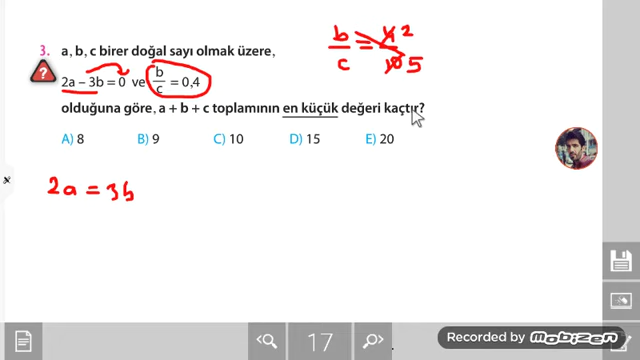 3. a, b, c birer doğal sayı olmak üzere,
2a – 3b = 0 ve b/c = 0,4
olduğuna göre, a + b + c toplamının en küçük değeri kaçtır?
A) 8 B) 9 C) 10 D) 15 E) 20
b/c = 4/10 2 5
2a = 3b
17
Recorded by
mobizen